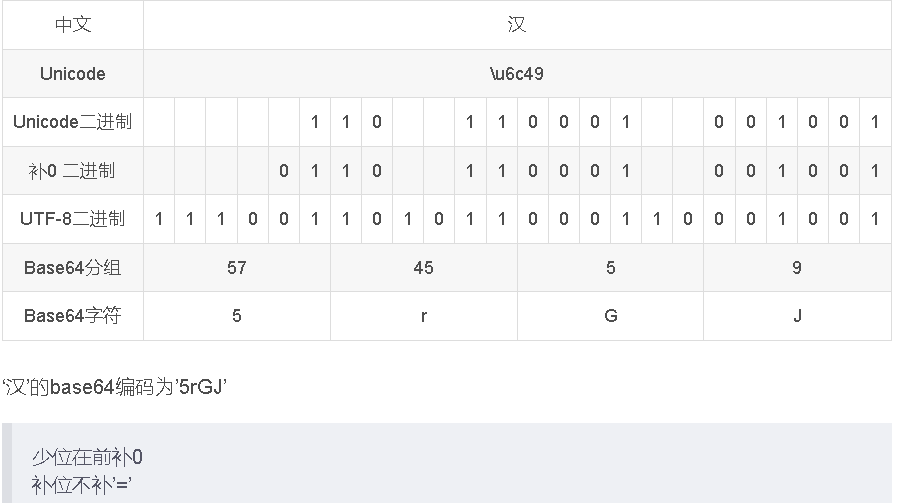 中文 汉
Unicode \u6c49
Unicode二进制 1 1 0 1 1 0 0 0 1 0 0 1 0 0 1
补0 二进制 0 1 1 0 1 1 0 0 0 1 0 0 1 0 0 1
UTF-8二进制 1 1 1 0 0 1 1 0 1 0 1 1 0 0 0 1 1 0 0 0 1 0 0 1
Base64分组 57 45 5 9
Base64字符 5 r G J
‘汉’的base64编码为’5rGJ’
少位在前补0
补位不补’=’